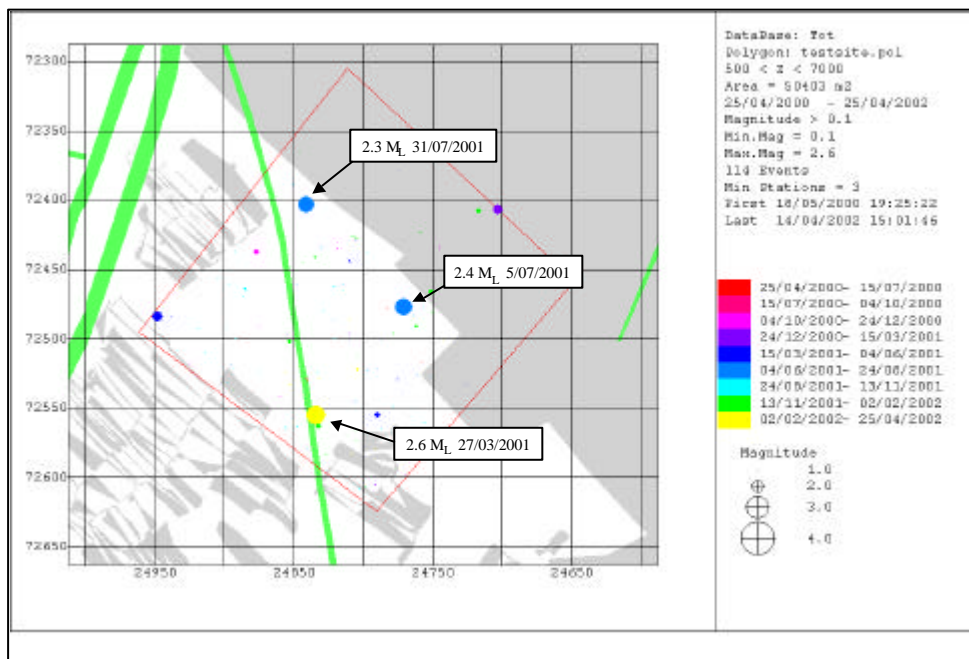 72300
72350
72400
72450
72500
72550
72600
72650
24950
24850
24750
24650
2.3 ML 31/07/2001
2.4 ML 5/07/2001
2.6 ML 27/03/2001
DataBase: Tot
Polygon: testsite.pol
500 < z < 7000
Area = 50403 m2
25/04/2000 - 25/04/2002
Magnitude > 0.1
Min.Mag = 0.1
Max.Mag = 2.6
114 Events
Min Stations = 3
First 18/05/2000 19:25:22
Last 14/04/2002 15:01:46
25/04/2000- 15/07/2000
15/07/2000- 04/10/2000
04/10/2000- 24/12/2000
24/12/2000- 15/03/2001
15/03/2001- 04/06/2001
04/06/2001- 24/08/2001
24/08/2001- 13/11/2001
13/11/2001- 02/02/2002
02/02/2002- 25/04/2002
Magnitude
1.0
2.0
3.0
4.0